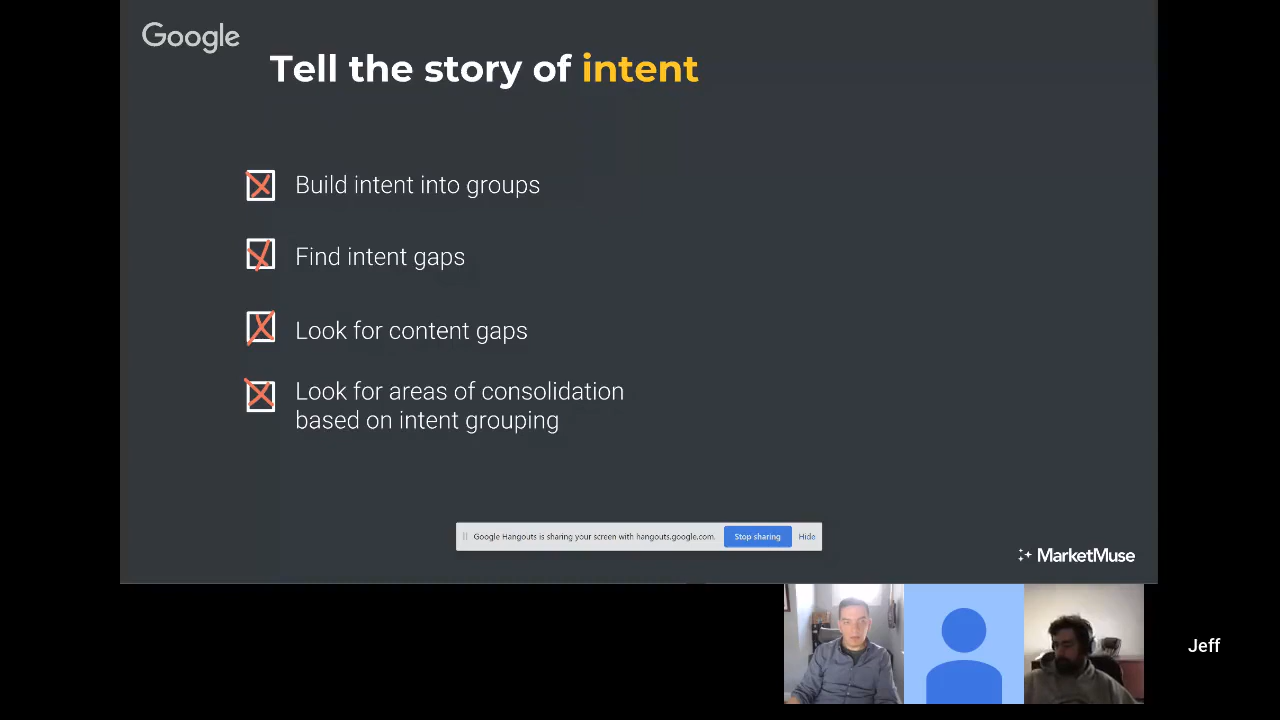 Google
Tell the story of intent
Build intent into groups
Find intent gaps
Look for content gaps
Look for areas of consolidation
based on intent grouping
Google Hangouts is sharing your screen with hangouts.google.com.
Stop sharing
Hide
MarketMuse
Jeff